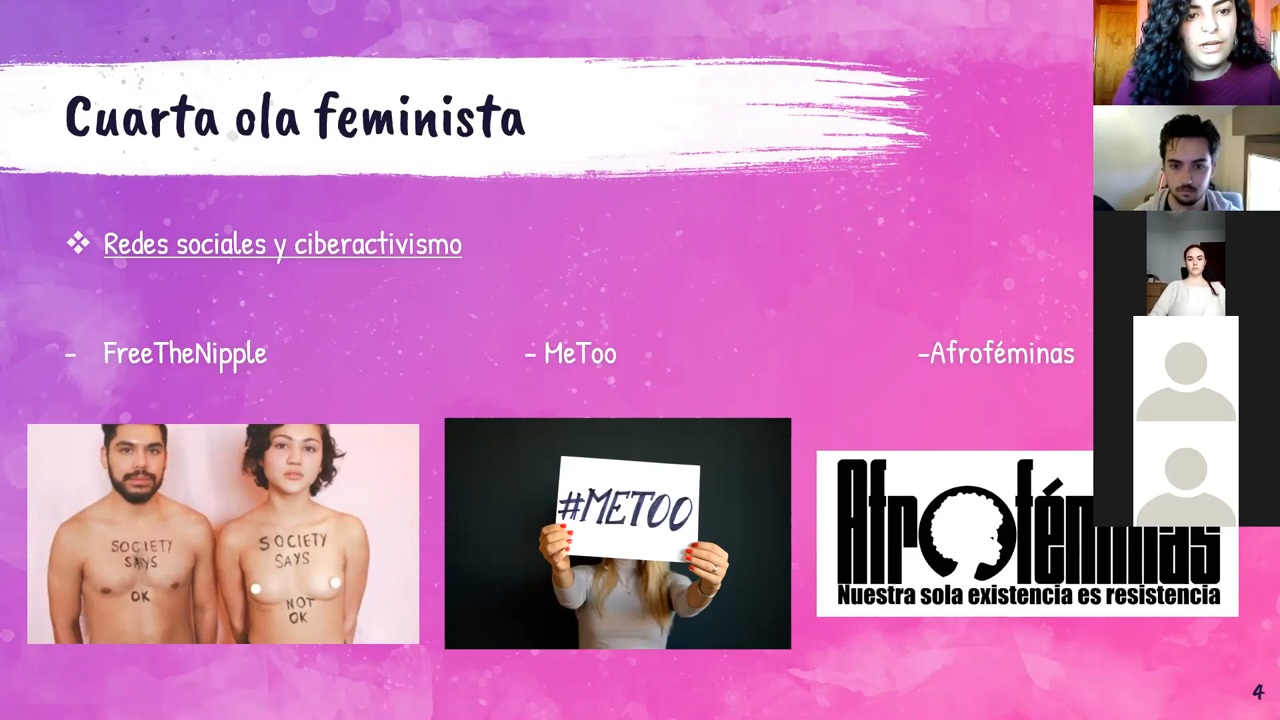 Cuarta ola feminista
❖ Redes sociales y ciberactivismo
- FreeTheNipple
- MeToo
-Afroféminas
SOCIETY
SAYS
OK
SOCIETY
SAYS
NOT
OK
#METOO
Afroféminas
Nuestra sola existencia es resistencia
4